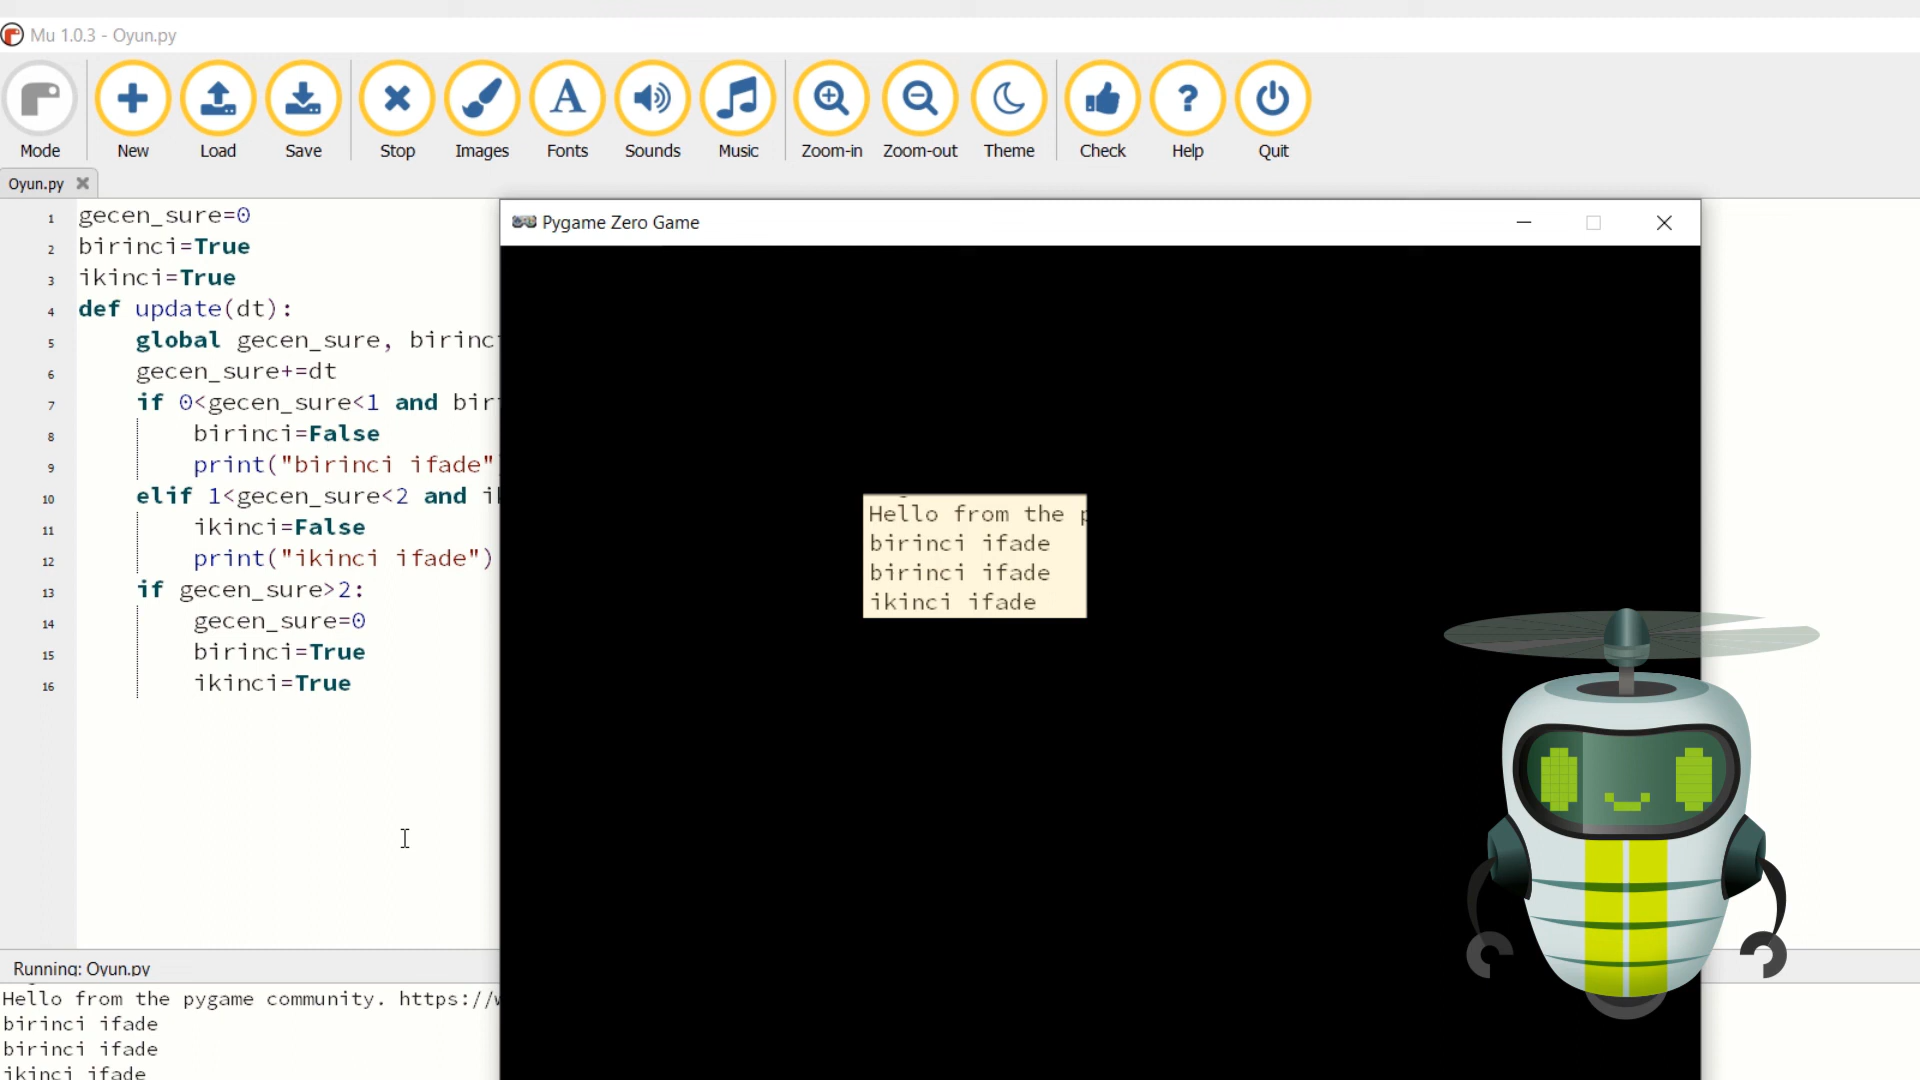 Mu 1.0.3 - Oyun.py
Mode
New
Load
Save
Stop
Images
Fonts
Sounds
Music
Zoom-in
Zoom-out
Theme
Check
Help
Quit
Oyun.py
1 gecen_sure=0
2 birinci=True
3 ikinci=True
4 def update(dt):
5 global gecen_sure, birinc
6 gecen_sure+=dt
7 if 0<gecen_sure<1 and bir
8 birinci=False
9 print("birinci ifade"
10 elif 1<gecen_sure<2 and i
11 ikinci=False
12 print("ikinci ifade")
13 if gecen_sure>2:
14 gecen_sure=0
15 birinci=True
16 ikinci=True
Pygame Zero Game
Hello from the p
birinci ifade
birinci ifade
ikinci ifade
Running: Oyun.py
Hello from the pygame community. https://
birinci ifade
birinci ifade
ikinci ifade